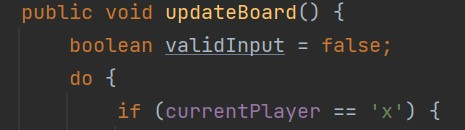 public void updateBoard() {
boolean validInput = false;
do {
if (currentPlayer == 'x') {